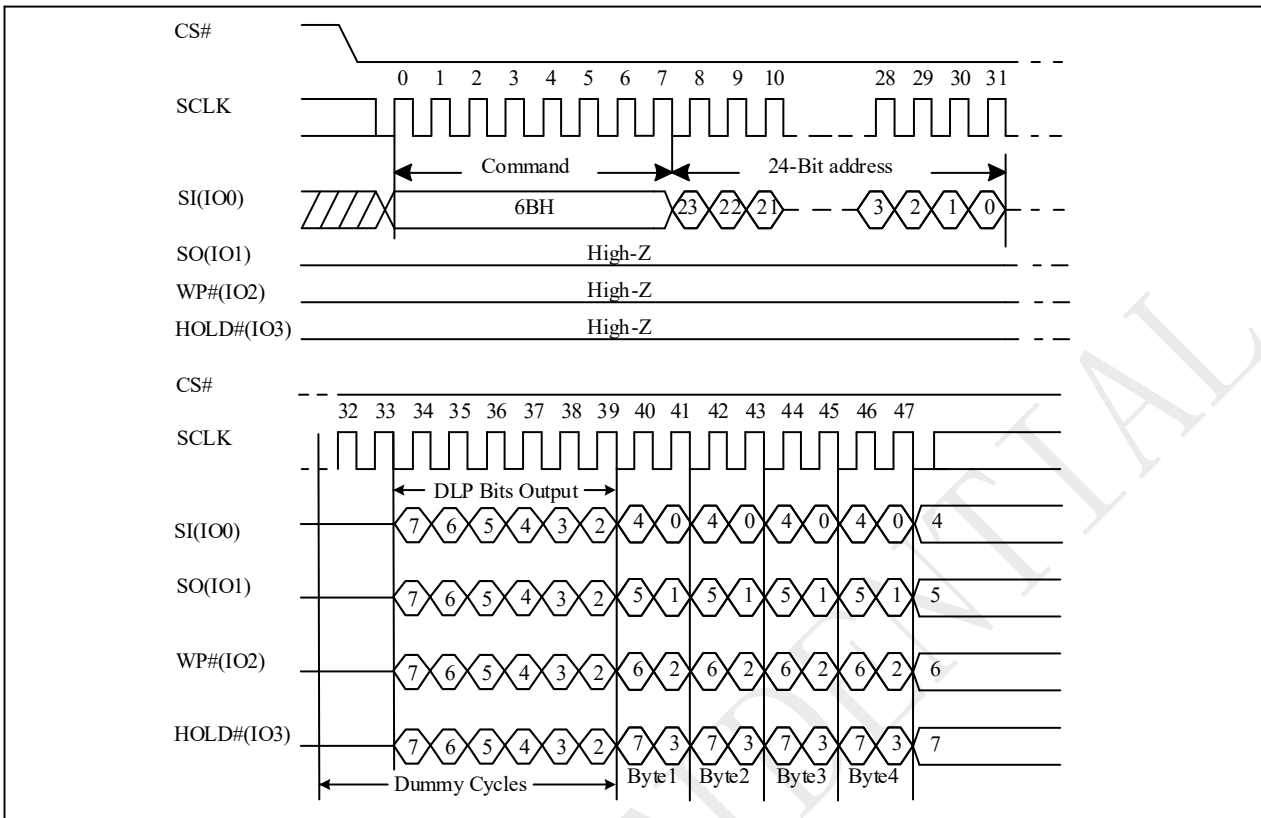 CS#
0 1 2 3 4 5 6 7 8 9 10 28 29 30 31
SCLK
Command 24-Bit address
SI(IO0) 6BH 23 22 21 3 2 1 0
SO(IO1) High-Z
WP#(IO2) High-Z
HOLD#(IO3) High-Z
CS#
32 33 34 35 36 37 38 39 40 41 42 43 44 45 46 47
SCLK
DLP Bits Output
SI(IO0) 7 6 5 4 3 2 4 0 4 0 4 0 4 0 4
SO(IO1) 7 6 5 4 3 2 5 1 5 1 5 1 5 1 5
WP#(IO2) 7 6 5 4 3 2 6 2 6 2 6 2 6 2 6
HOLD#(IO3) 7 6 5 4 3 2 7 3 7 3 7 3 7 3 7
Dummy Cycles Byte1 Byte2 Byte3 Byte4